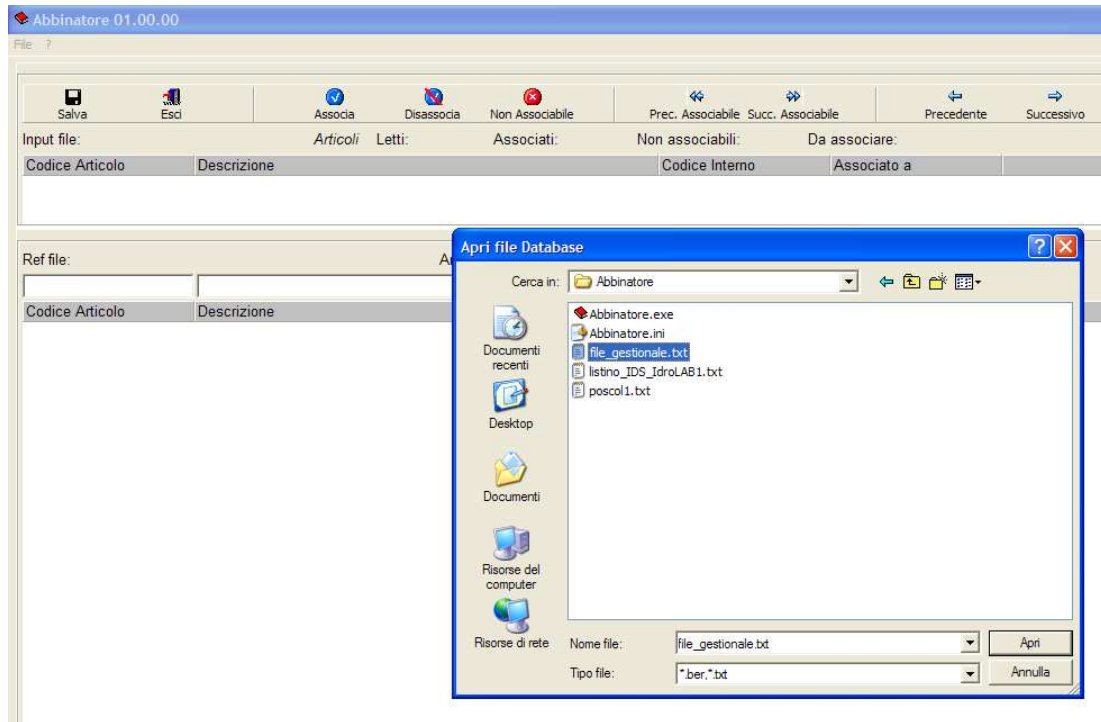 Abbinatore 01.00.00
File ?
Salva Esci Associa Disassocia Non Associabile Prec. Associabile Succ. Associabile Precedente Successivo
Input file: Articoli Letti: Associati: Non associabili: Da associare:
Codice Articolo Descrizione Codice Interno Associato a
Ref file:
Codice Articolo Descrizione
Apri file Database
Cerca in: Abbinatore
Abbinatore.exe
Abbinatore.ini
file_gestionale.txt
listino_IDS_IdroLAB1.txt
poscol1.txt
Documenti
recenti
Desktop
Documenti
Risorse del
computer
Risorse di rete
Nome file: file_gestionale.txt Apri
Tipo file: *.ber,*.txt Annulla